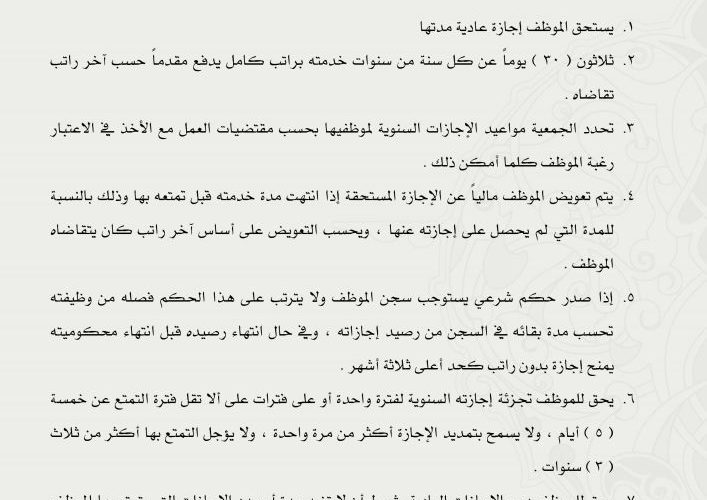 ١. يستحق الموظف إجازة عادية مدتها
٢. ثلاثون ( ٣٠ ) يوماً عن كل سنة من سنوات خدمته براتب كامل يدفع مقدماً حسب آخر راتب
تقاضاه .
٣. تحدد الجمعية مواعيد الإجازات السنوية لموظفيها بحسب مقتضيات العمل مع الأخذ في الاعتبار
رغبة الموظف كلما أمكن ذلك .
٤. يتم تعويض الموظف مالياً عن الإجازة المستحقة إذا انتهت مدة خدمته قبل تمتعه بها وذلك بالنسبة
للمدة التي لم يحصل على إجازته عنها ، ويحسب التعويض على أساس آخر راتب كان يتقاضاه
الموظف .
٥. إذا صدر حكم شرعي يستوجب سجن الموظف ولا يترتب على هذا الحكم فصله من وظيفته
تحسب مدة بقائه في السجن من رصيد إجازاته ، وفي حال انتهاء رصيده قبل انتهاء محكوميته
يمنح إجازة بدون راتب كحد أعلى ثلاثة أشهر .
٦. يحق للموظف تجزئة إجازته السنوية لفترة واحدة أو على فترات على ألا تقل فترة التمتع عن خمسة
( ٥ ) أيام ، ولا يسمح بتمديد الإجازة أكثر من مرة واحدة ، ولا يؤجل التمتع بها أكثر من ثلاث
( ٣ ) سنوات .